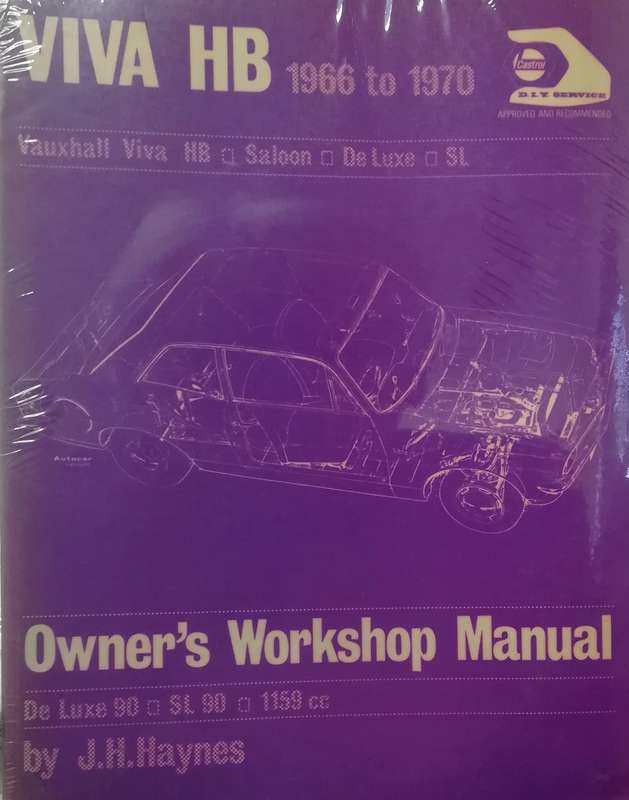 VIVA HB 1966 to 1970
Castrol
D.I.Y. SERVICE
APPROVED AND RECOMMENDED
Vauxhall Viva HB □ Saloon □ De Luxe □ SL
Autocar
Owner's Workshop Manual
De Luxe 90 □ SL 90 □ 1159 cc
by J.H.Haynes